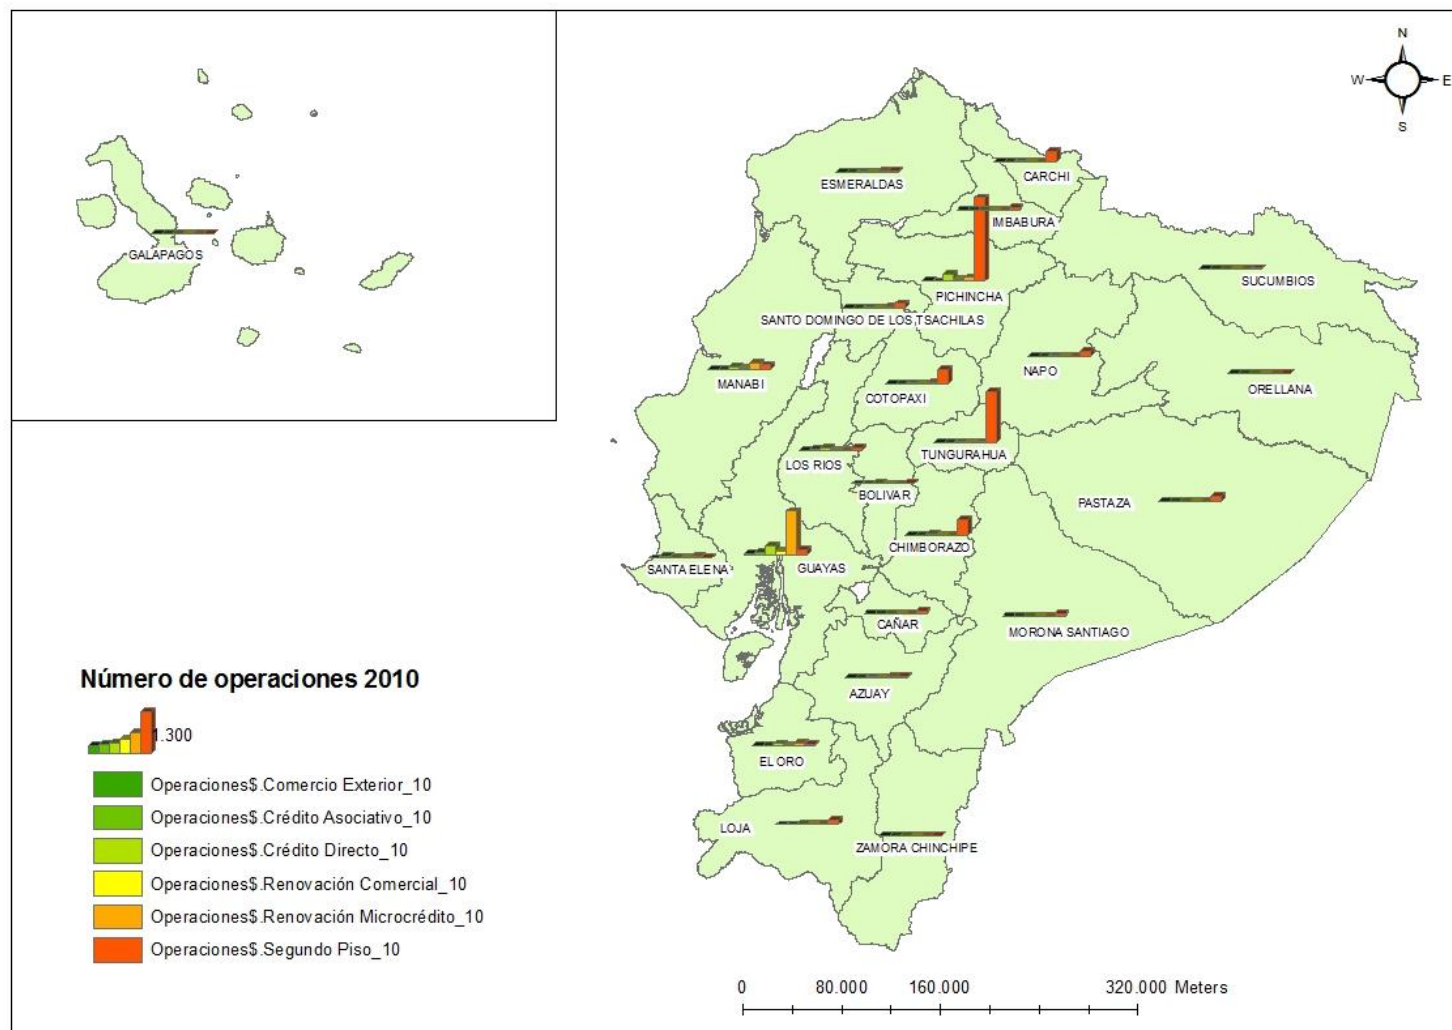 N
W
E
S
ESMERALDAS
CARCHI
IMBABURA
GALAPAGOS
SUCUMBIOS
PICHINCHA
SANTO DOMINGO DE LOS TSACHILAS
MANABI
NAPO
ORELLANA
COTOPAXI
TUNGURAHUA
LOS RIOS
BOLIVAR
PASTAZA
CHIMBORAZO
SANTA ELENA
GUAYAS
CAÑAR
MORONA SANTIAGO
AZUAY
EL ORO
LOJA
ZAMORA CHINCHIPE
Número de operaciones 2010
1.300
Operaciones$.Comercio Exterior_10
Operaciones$.Crédito Asociativo_10
Operaciones$.Crédito Directo_10
Operaciones$.Renovación Comercial_10
Operaciones$.Renovación Microcrédito_10
Operaciones$.Segundo Piso_10
0 80.000 160.000 320.000 Meters